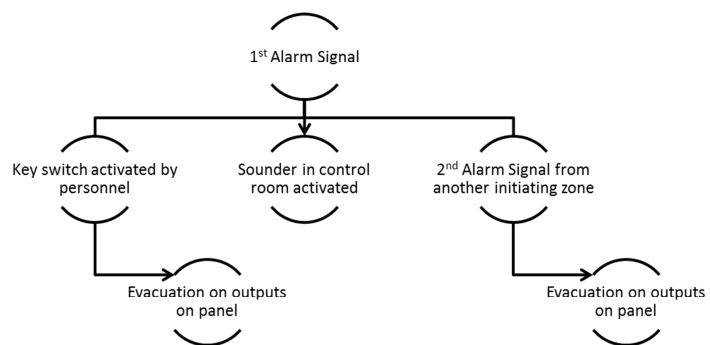 1st Alarm Signal
Key switch activated by
personnel
Sounder in control
room activated
2nd Alarm Signal from
another initiating zone
Evacuation on outputs
on panel
Evacuation on outputs
on panel